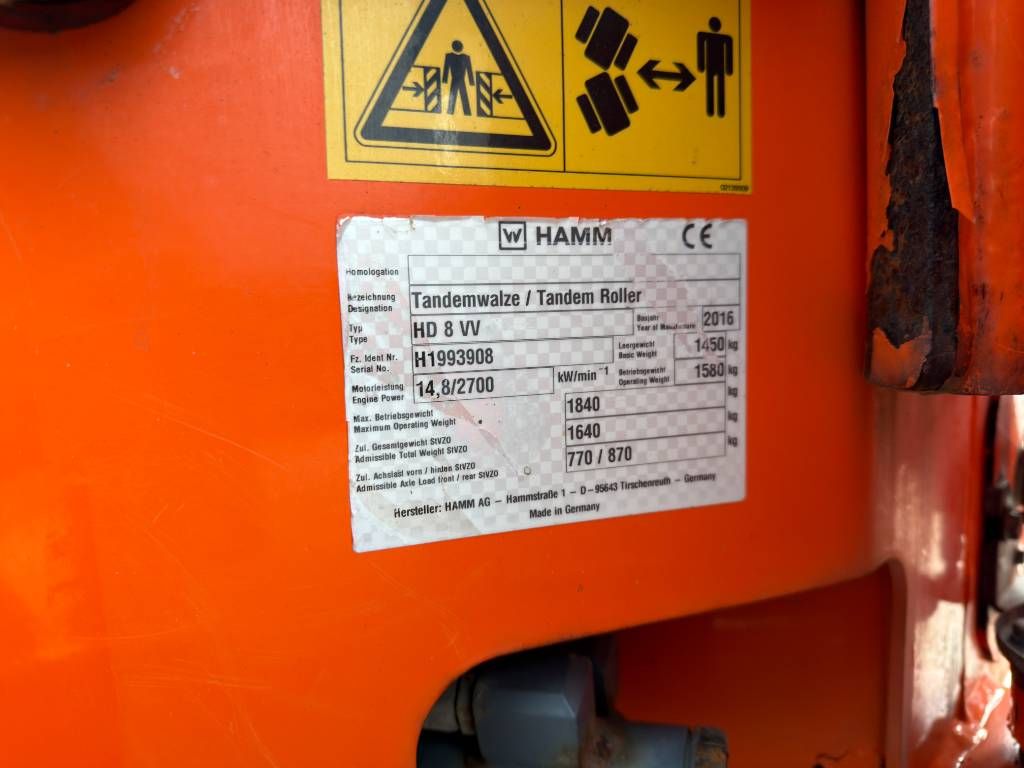 02139909
HAMM CE
Homologation
Bezeichnung
Designation
Tandemwalze / Tandem Roller
Typ
Type
HD 8 VV
Baujahr
Year of Manufacture
2016
Fz. Ident Nr.
Serial No.
H1993908
Leergewicht
Basic Weight
1450 kg
Motorleistung
Engine Power
14,8/2700 kW/min⁻¹
Betriebsgewicht
Operating Weight
1580 kg
Max. Betriebsgewicht
Maximum Operating Weight
1840 kg
Zul. Gesamtgewicht StVZO
Admissible Total Weight StVZO
1640 kg
Zul. Achslast vorn / hinden StVZO
Admissible Axle Load front / rear StVZO
770 / 870 kg
Hersteller: HAMM AG – Hammstraße 1 – D–95643 Tirschenreuth – Germany
Made in Germany